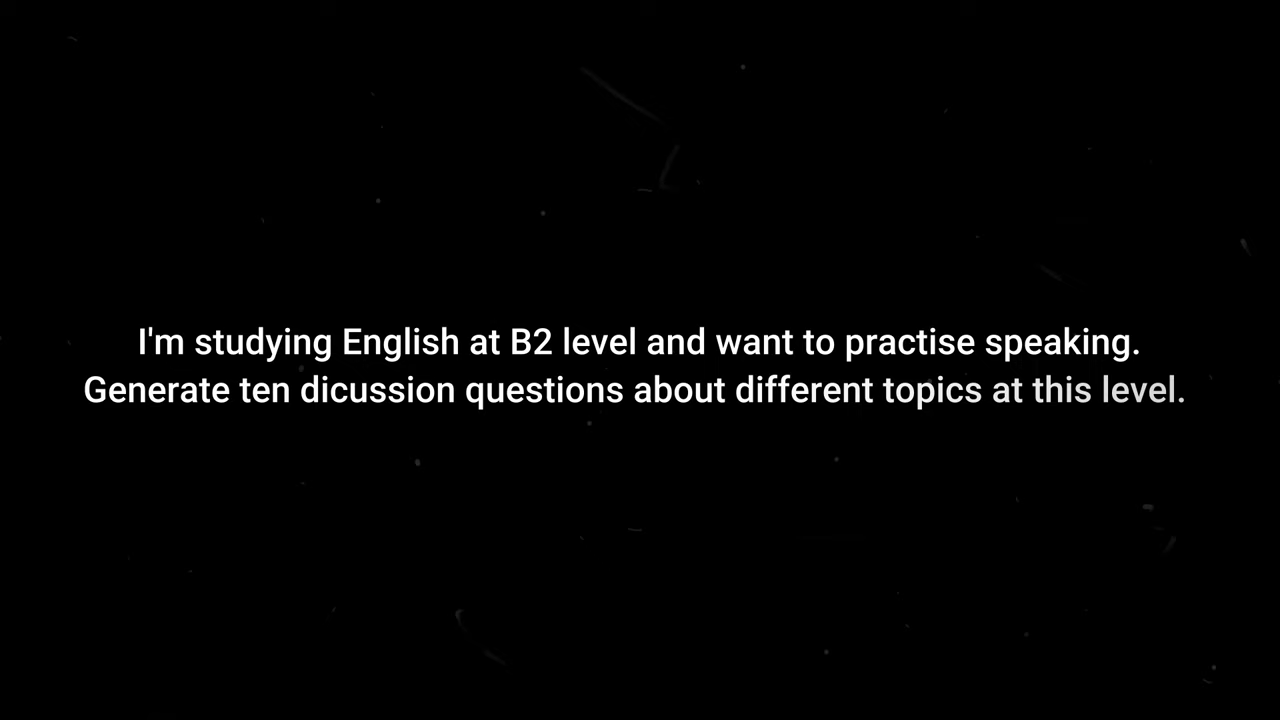 I'm studying English at B2 level and want to practise speaking.
Generate ten dicussion questions about different topics at this level.